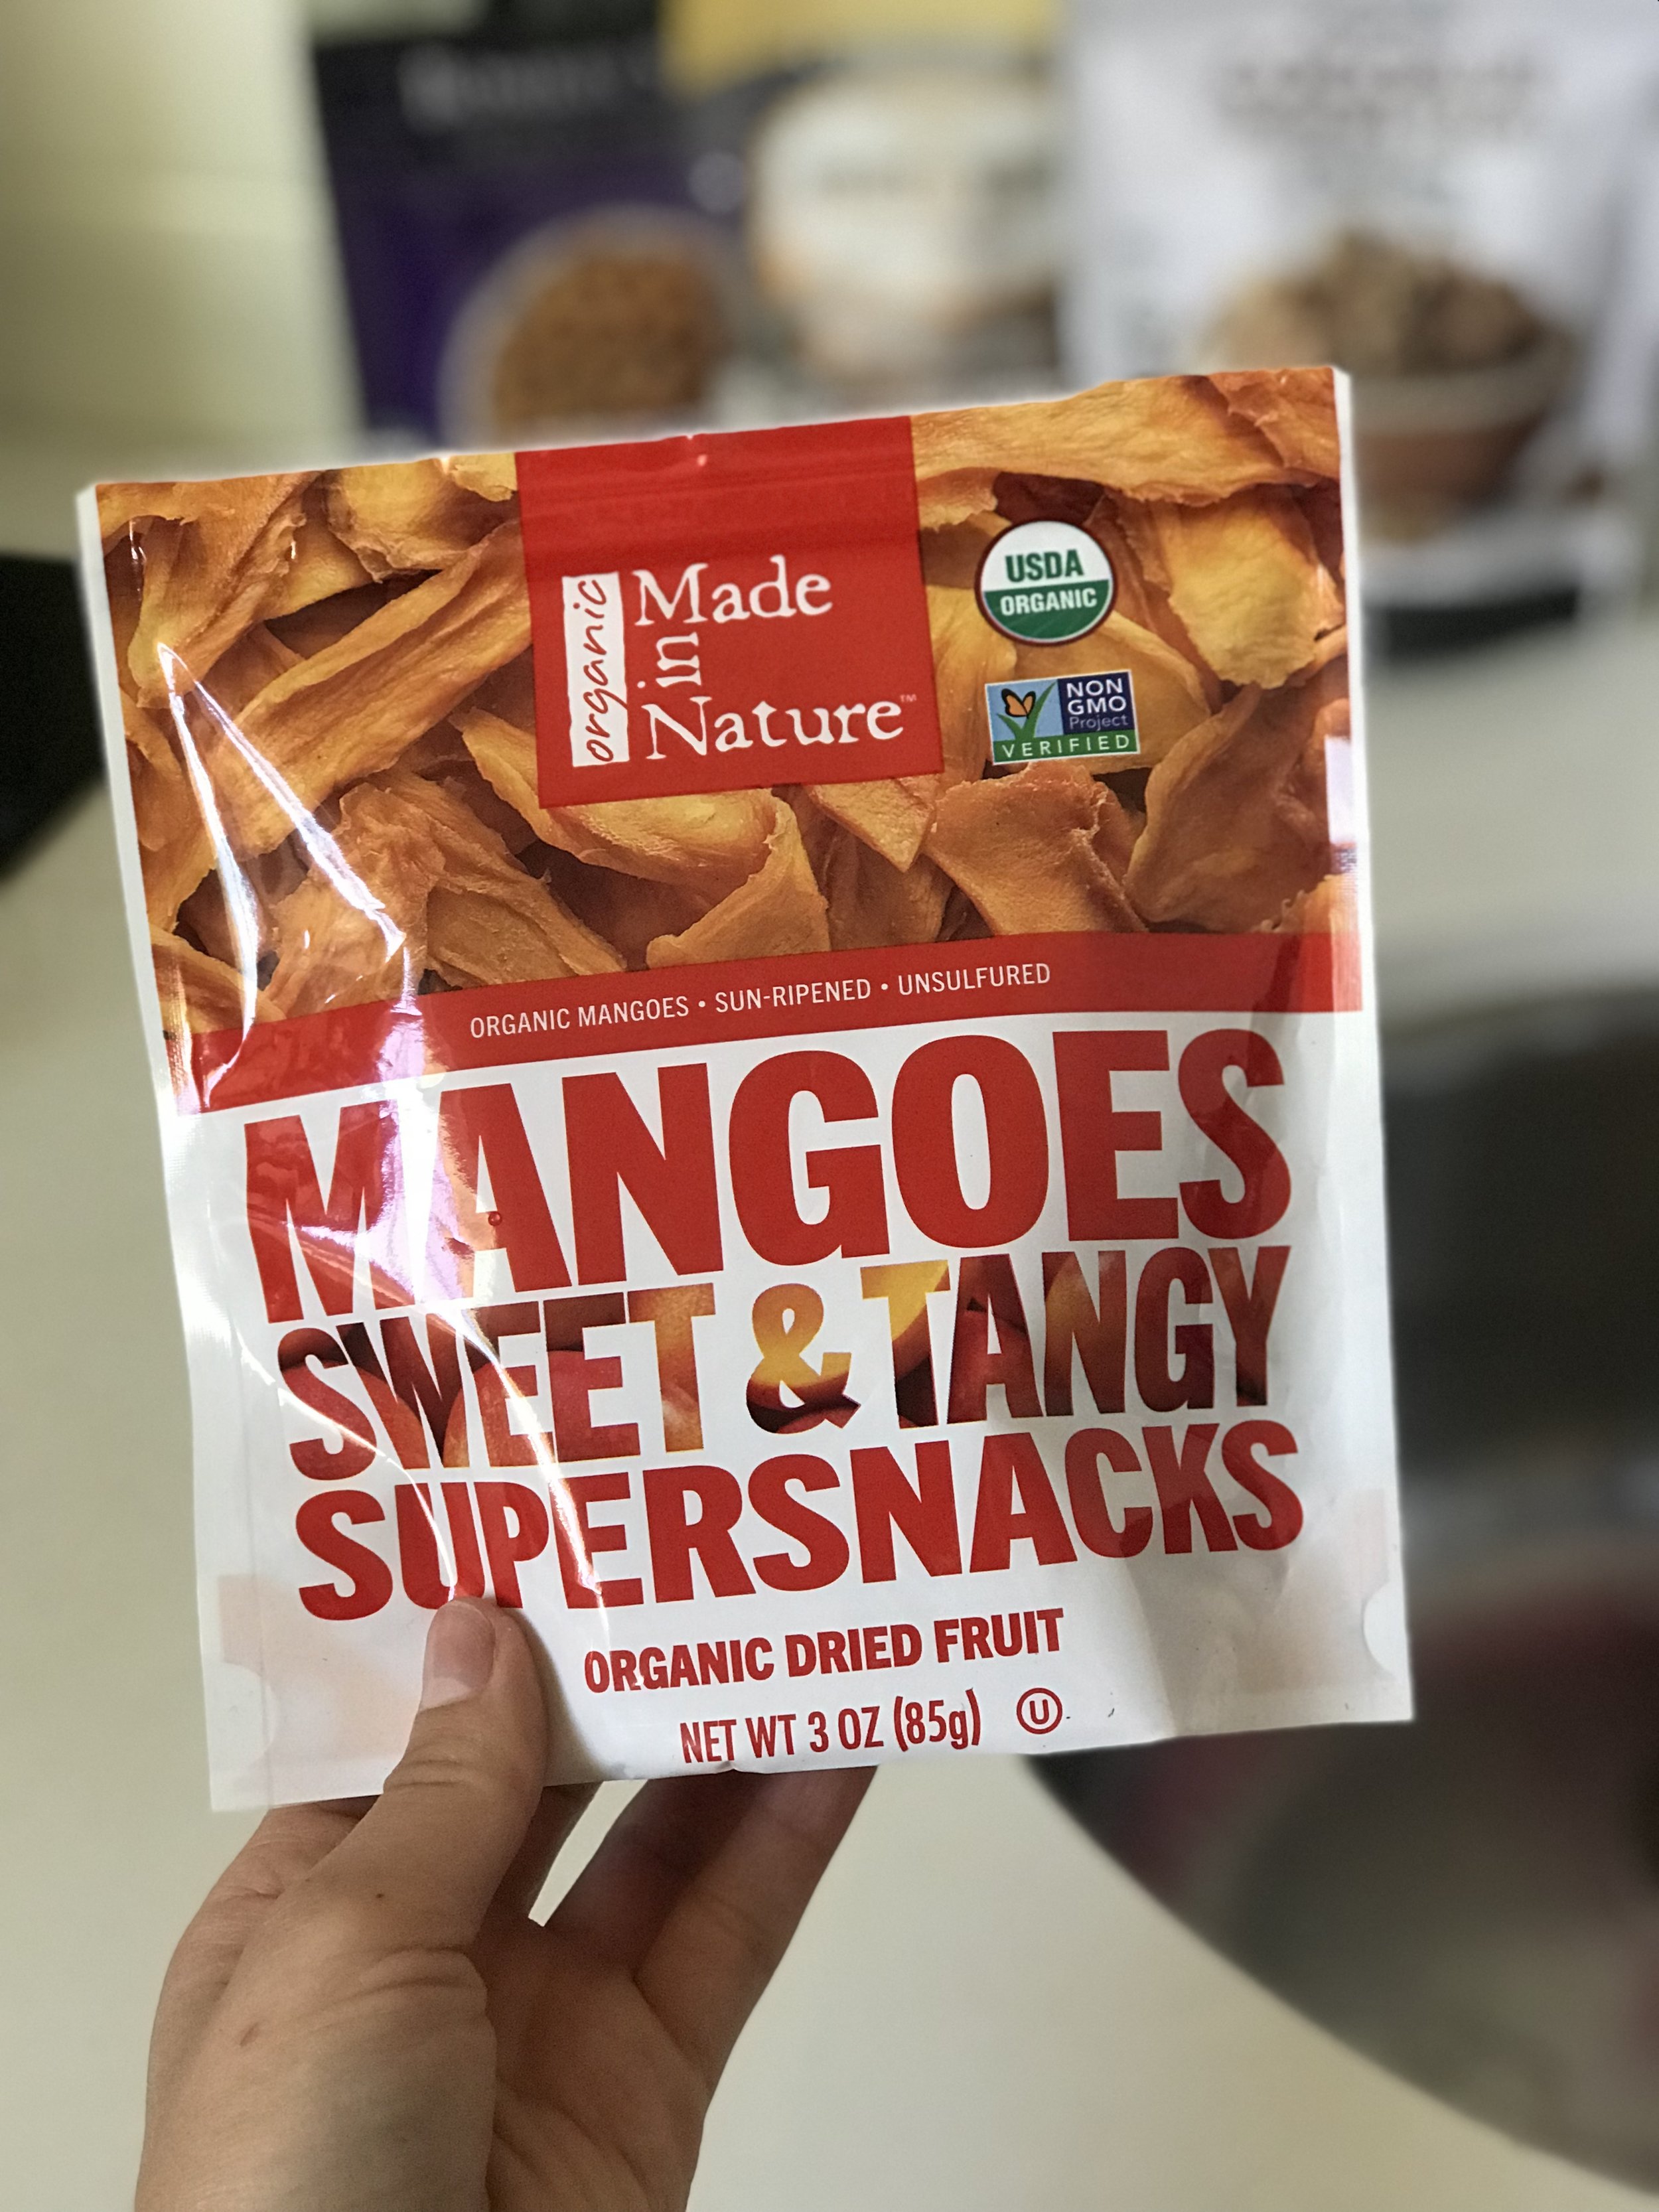 organic
Made
in
Nature™
USDA
ORGANIC
NON
GMO
Project
VERIFIED
ORGANIC MANGOES • SUN-RIPENED • UNSULFURED
MANGOES
SWEET & TANGY
SUPERSNACKS
ORGANIC DRIED FRUIT
NET WT 3 OZ (85g) U